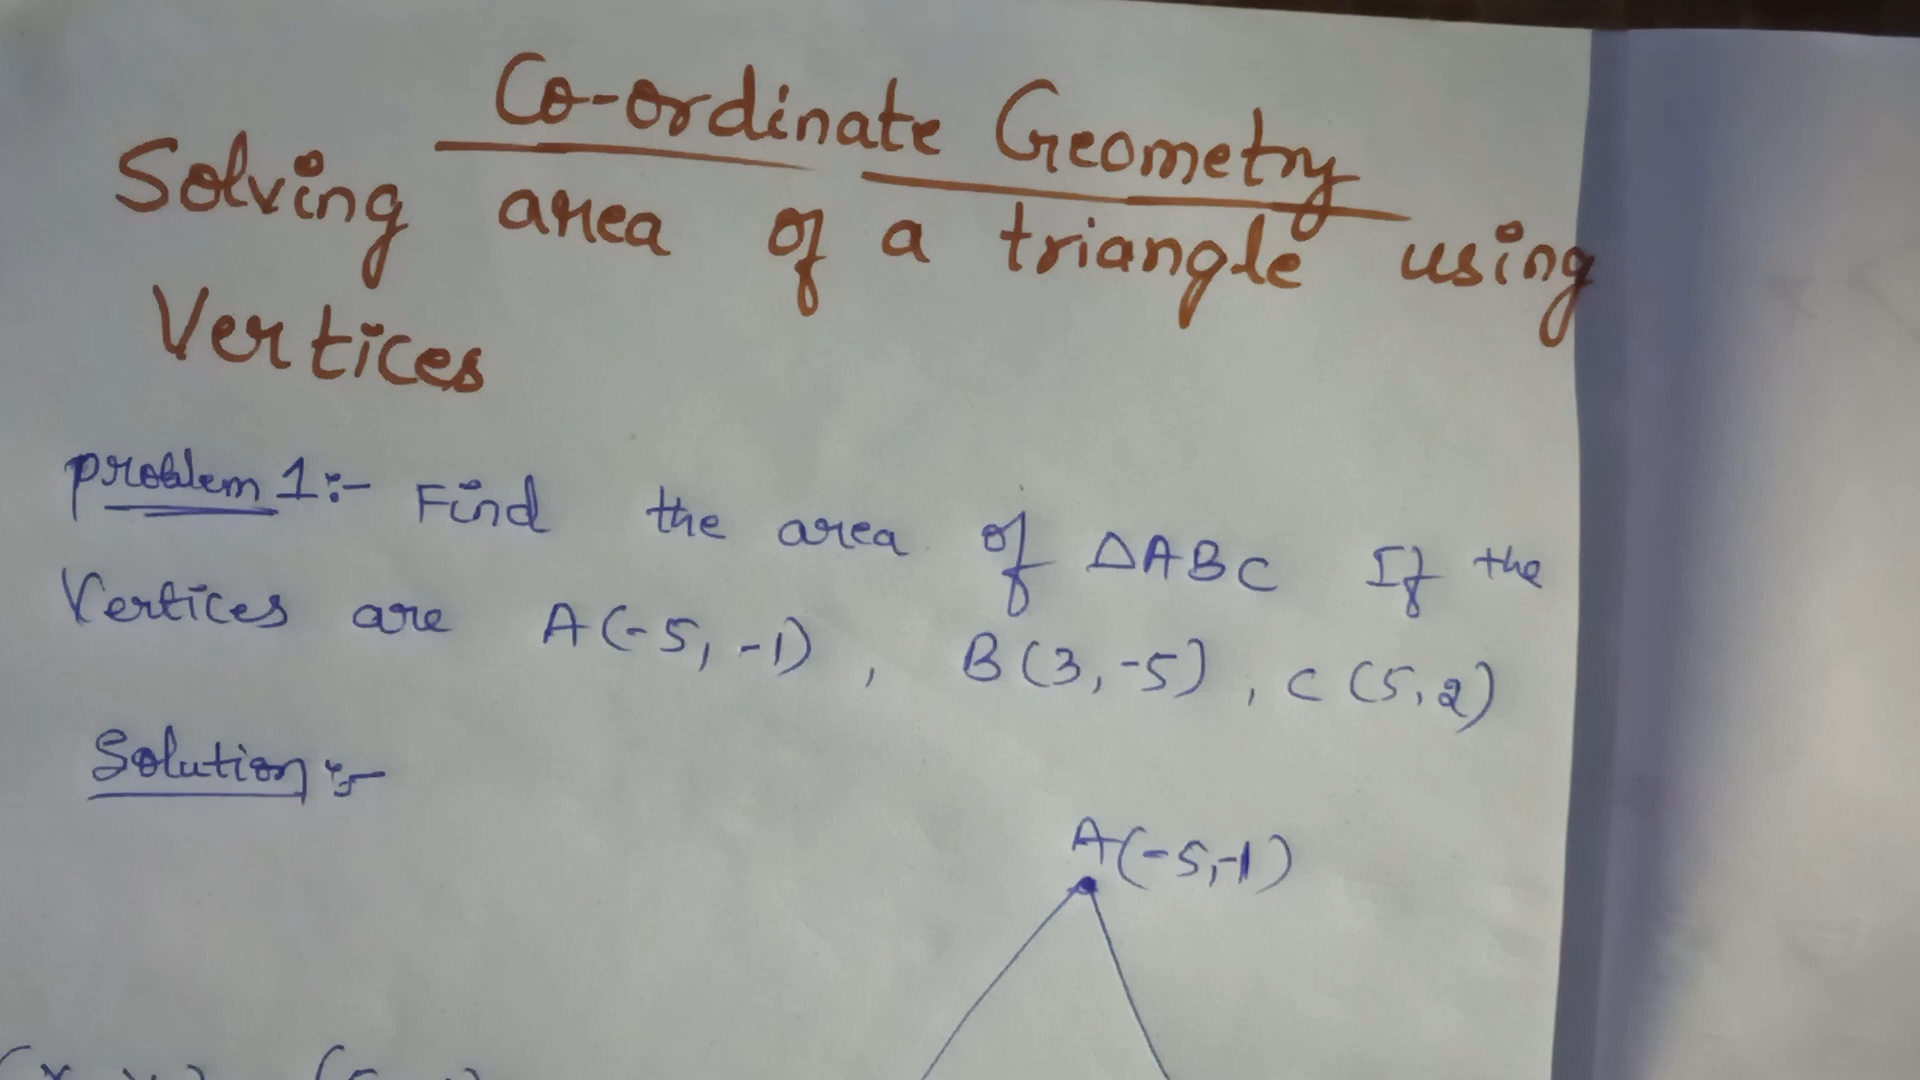 Co-ordinate Geometry
Solving area of a triangle using
Vertices
problem 1:- Find the area of ΔABC If the
Vertices are A(-5, -1), B(3, -5), C(5, 2)
Solution:-
A(-5,-1)